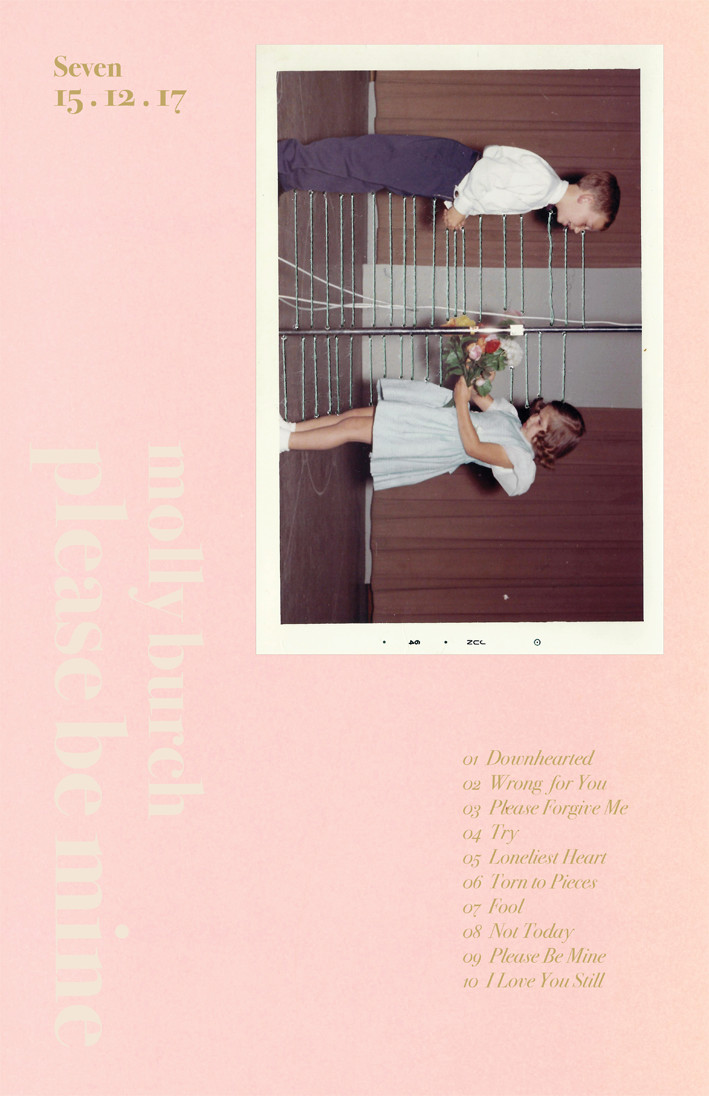 Seven
15 . 12 . 17
molly burch
please be mine
01 Downhearted
02 Wrong for You
03 Please Forgive Me
04 Try
05 Loneliest Heart
06 Torn to Pieces
07 Fool
08 Not Today
09 Please Be Mine
10 I Love You Still